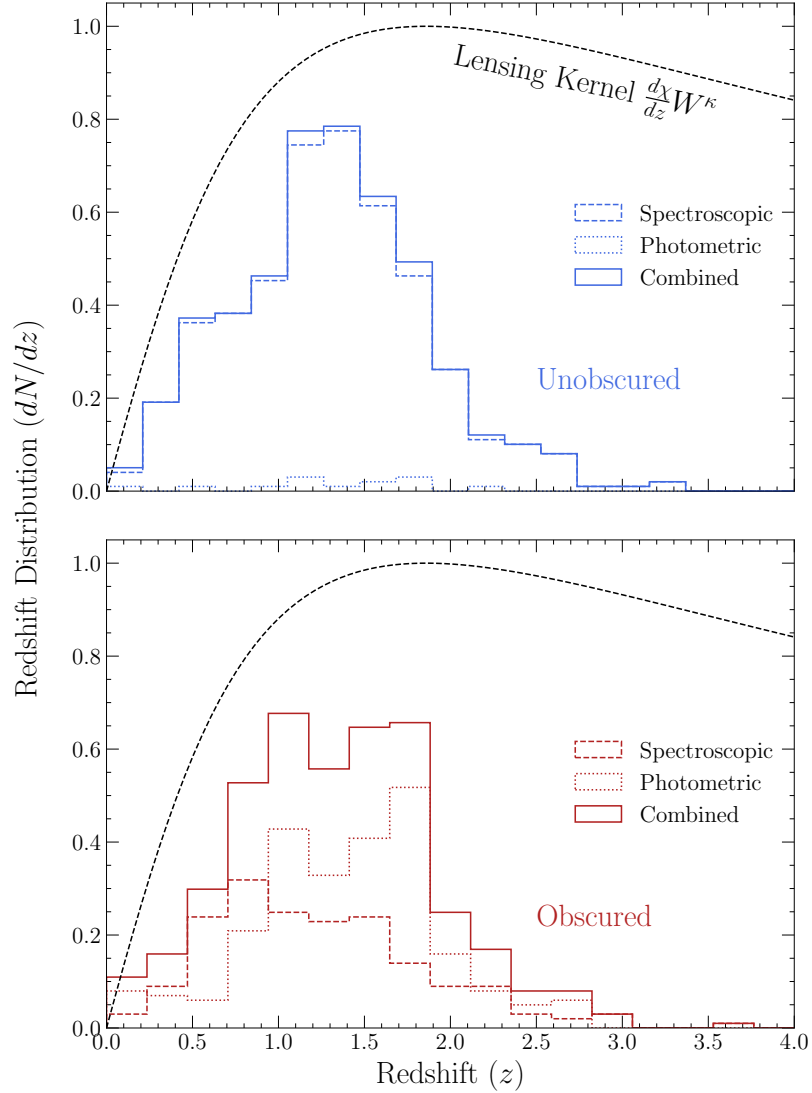 Redshift Distribution (dN/dz)
1.0
0.8
0.6
0.4
0.2
0.0
Lensing Kernel dχ/dz W^κ
Spectroscopic
Photometric
Combined
Unobscured
1.0
0.8
0.6
0.4
0.2
0.0
Spectroscopic
Photometric
Combined
Obscured
0.0 0.5 1.0 1.5 2.0 2.5 3.0 3.5 4.0
Redshift (z)